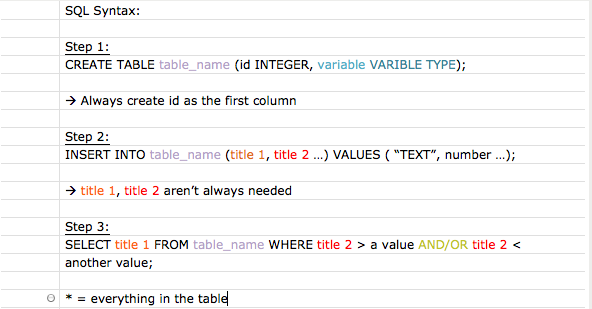 SQL Syntax:
Step 1:
CREATE TABLE table_name (id INTEGER, variable VARIBLE TYPE);
→ Always create id as the first column
Step 2:
INSERT INTO table_name (title 1, title 2 …) VALUES ( “TEXT”, number …);
→ title 1, title 2 aren’t always needed
Step 3:
SELECT title 1 FROM table_name WHERE title 2 > a value AND/OR title 2 <
another value;
* = everything in the table